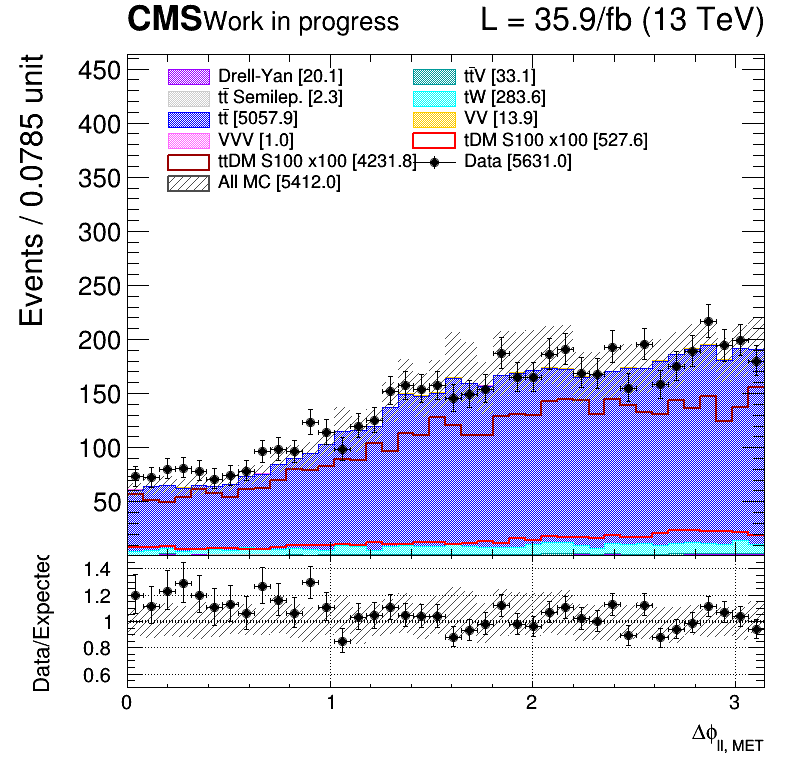 CMS Work in progress L = 35.9/fb (13 TeV)
Events / 0.0785 unit
450
400
350
300
250
200
150
100
50
Drell-Yan [20.1] tt̄V [33.1]
tt̄ Semilep. [2.3] tW [283.6]
tt̄ [5057.9] VV [13.9]
VVV [1.0] tDM S100 x100 [527.6]
ttDM S100 x100 [4231.8] Data [5631.0]
All MC [5412.0]
Data/Expected
1.4
1.2
1
0.8
0.6
0 1 2 3
Δϕll, MET